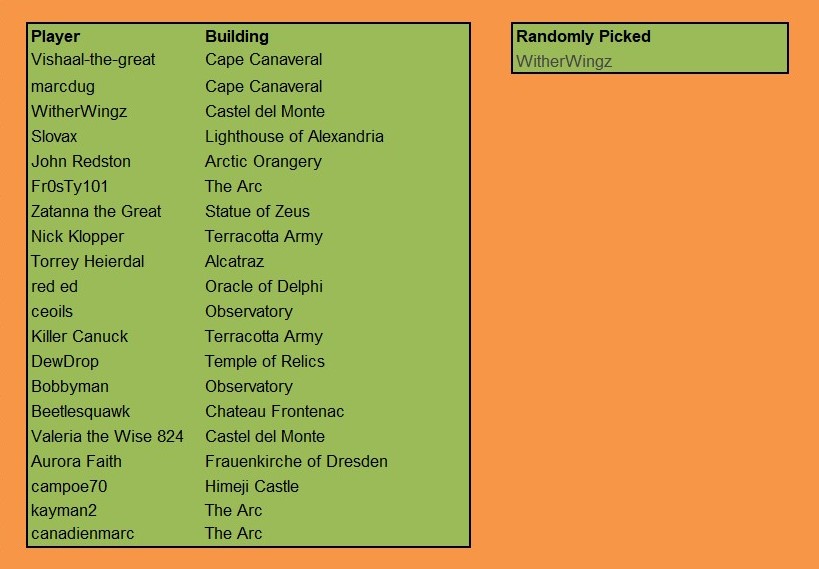 Player Building
Vishaal-the-great Cape Canaveral
marcdug Cape Canaveral
WitherWingz Castel del Monte
Slovax Lighthouse of Alexandria
John Redston Arctic Orangery
Fr0sTy101 The Arc
Zatanna the Great Statue of Zeus
Nick Klopper Terracotta Army
Torrey Heierdal Alcatraz
red ed Oracle of Delphi
ceoils Observatory
Killer Canuck Terracotta Army
DewDrop Temple of Relics
Bobbyman Observatory
Beetlesquawk Chateau Frontenac
Valeria the Wise 824 Castel del Monte
Aurora Faith Frauenkirche of Dresden
campoe70 Himeji Castle
kayman2 The Arc
canadienmarc The Arc
Randomly Picked
WitherWingz